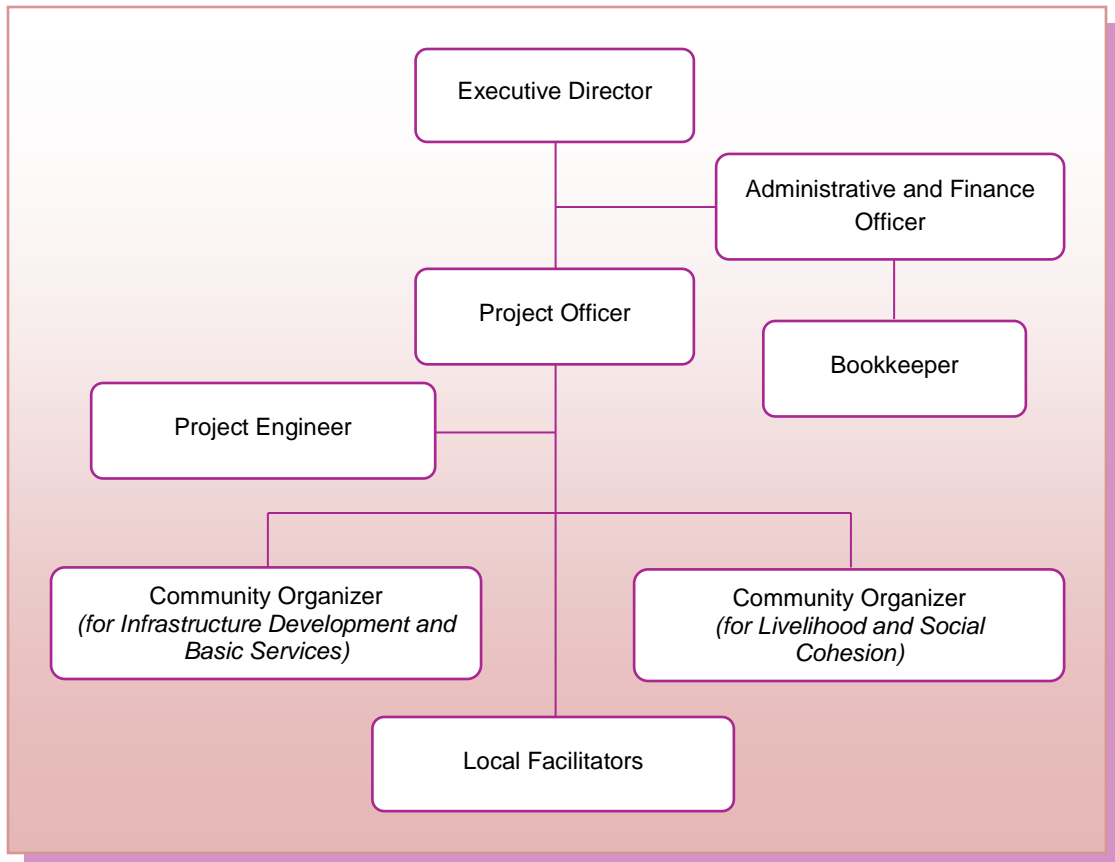 Executive Director
Administrative and Finance
Officer
Project Officer
Bookkeeper
Project Engineer
Community Organizer
(for Infrastructure Development and
Basic Services)
Community Organizer
(for Livelihood and Social
Cohesion)
Local Facilitators